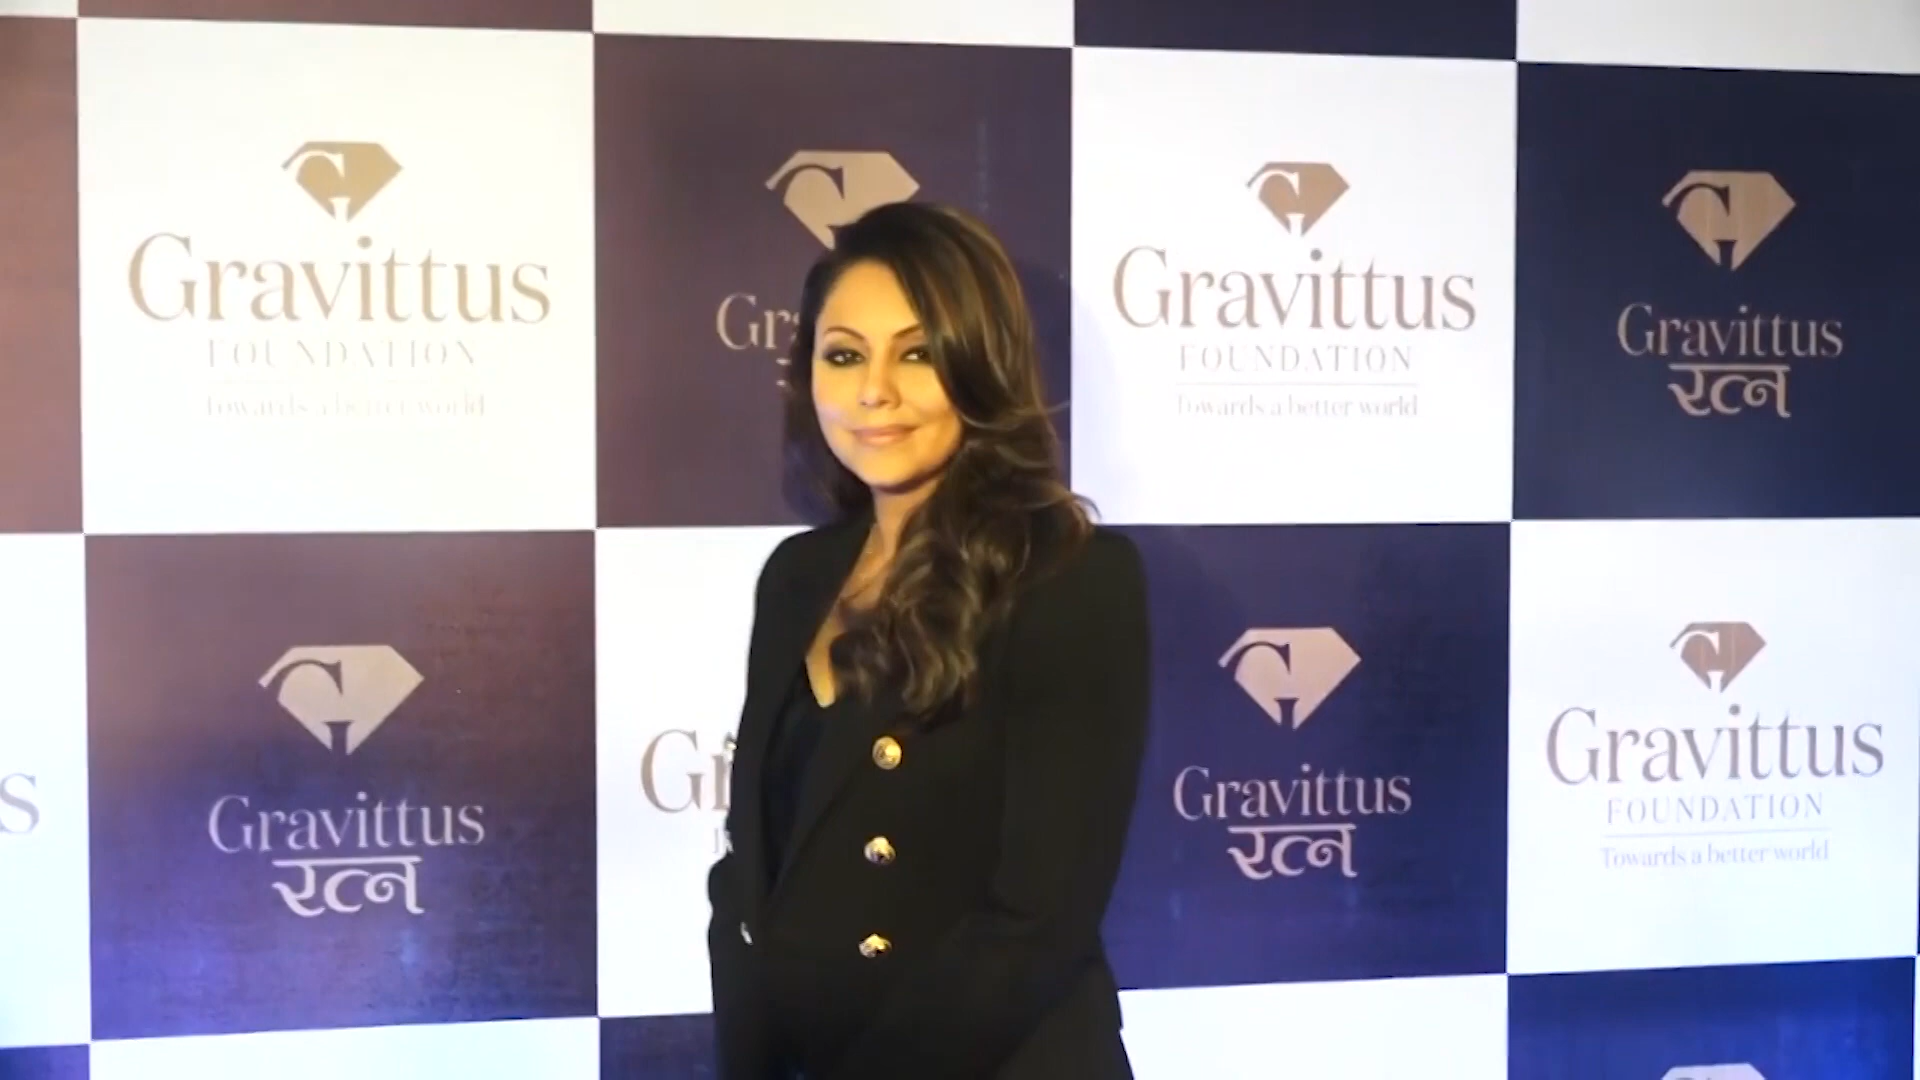 Gravittus
FOUNDATION
Towards a better world
Gravittus
FOUNDATION
Towards a better world
Gravittus
रत्न
Gravittus
रत्न
Gravittus
रत्न
Gravittus
FOUNDATION
Towards a better world